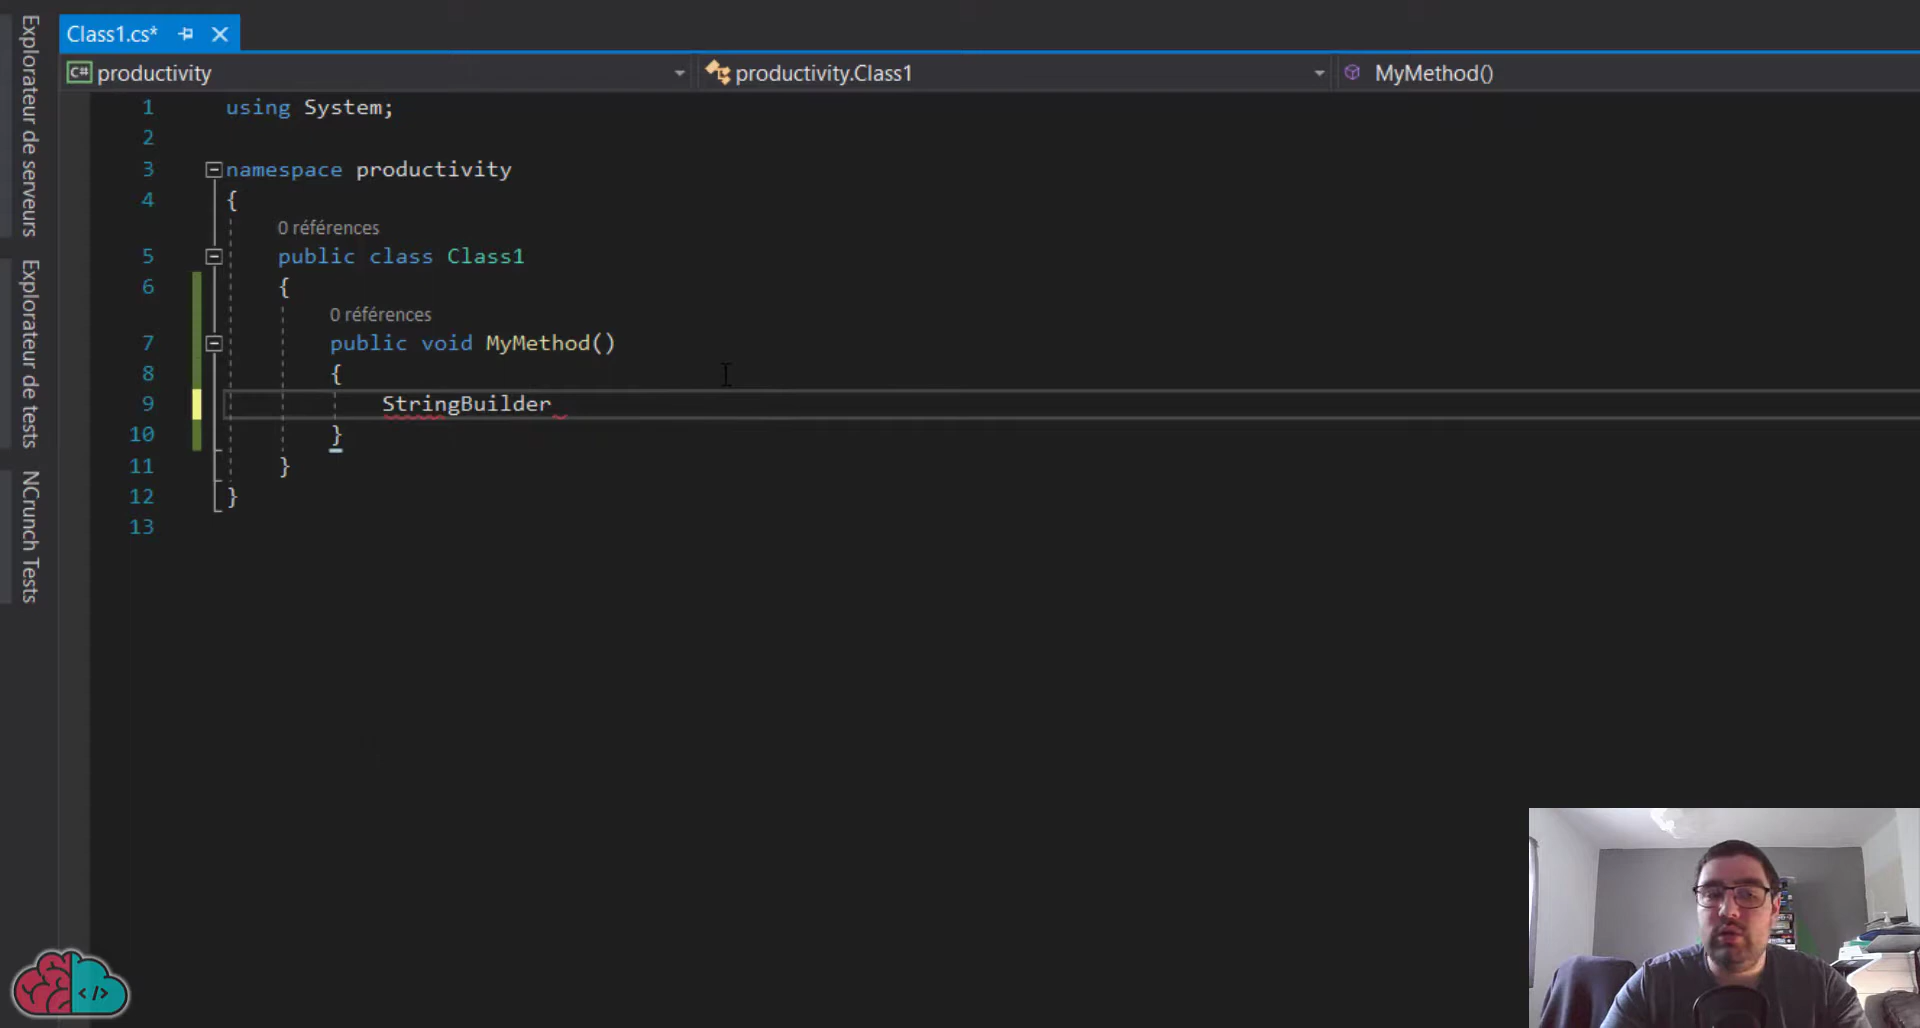 Class1.cs*
productivity
productivity.Class1
MyMethod()
Explorateur de serveurs
Explorateur de tests
NCrunch Tests
1 using System;
2
3 namespace productivity
4 {
0 références
5 public class Class1
6 {
0 références
7 public void MyMethod()
8 {
9 StringBuilder
10 }
11 }
12 }
13
</>